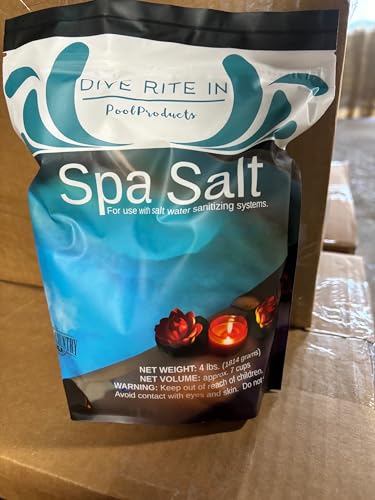 DIVE RITE IN
PoolProducts
Spa Salt
For use with salt water sanitizing systems.
NET WEIGHT: 4 lbs. (1814 grams)
NET VOLUME: approx. 7 cups
WARNING: Keep out of reach of children.
Avoid contact with eyes and skin. Do not